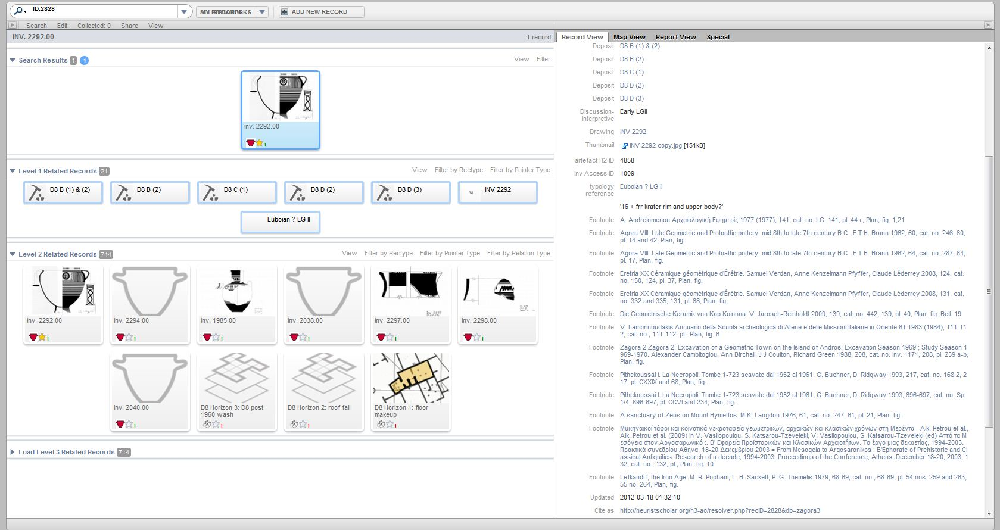 ID:2828
ADD NEW RECORD
Search Edit Collected: 0 Share View
INV. 2292.00 1 record
Search Results 1 1 View Filter
inv. 2292.00
1
Level 1 Related Records 21 View Filter by Rectype Filter by Pointer Type
D8 B (1) & (2) D8 B (2) D8 C (1) D8 D (2) D8 D (3) 38 INV 2292
Euboian ? LG II
Level 2 Related Records 744 View Filter by Rectype Filter by Pointer Type Filter by Relation Type
inv. 2292.00 inv. 2294.00 inv. 1985.00 inv. 2038.00 inv. 2297.00 inv. 2298.00
1 1 1 1 1 1
inv. 2040.00 D8 Horizon 3: D8 post D8 Horizon 2: roof fall D8 Horizon 1: floor
1960 wash makeup
1 1 1 1
Load Level 3 Related Records 714
Record View Map View Report View Special
Deposit D8 B (1) & (2)
Deposit D8 B (2)
Deposit D8 C (1)
Deposit D8 D (2)
Deposit D8 D (3)
Discussion- Early LGII
interpretive
Drawing INV 2292
Thumbnail INV 2292 copy.jpg [151kB]
artefact H2 ID 4858
Inv Access ID 1009
typology Euboian ? LG II
reference
'16 + frr krater rim and upper body?'
Footnote A. Andreiomenou Αρχαιολογική Εφημερίς 1977 (1977), 141, cat. no. LG, 141, pl. 44 ε, Plan, fig. 1,21
Footnote Agora VIII. Late Geometric and Protoattic pottery, mid 8th to late 7th century B.C.. E.T.H. Brann 1962, 60, cat. no. 246, 60,
pl. 14 and 42, Plan, fig.
Footnote Agora VIII. Late Geometric and Protoattic pottery, mid 8th to late 7th century B.C.. E.T.H. Brann 1962, 64, cat. no. 287, 64,
pl. 17, Plan, fig.
Footnote Eretria XX Céramique géométrique d'Érétrie. Samuel Verdan, Anne Kenzelmann Pfyffer, Claude Léderrey 2008, 124, cat.
no. 150, 124, pl. 37, Plan, fig.
Footnote Eretria XX Céramique géométrique d'Érétrie. Samuel Verdan, Anne Kenzelmann Pfyffer, Claude Léderrey 2008, 131, cat.
no. 332 and 335, 131, pl. 68, Plan, fig.
Footnote Die Geometrische Keramik von Kap Kolonna. V. Jarosch-Reinholdt 2009, 139, cat. no. 442, 139, pl. 40, Plan, fig. Beil. 19
Footnote V. Lambrinoudakis Annuario della Scuola archeologica di Atene e delle Missioni italiane in Oriente 61 1983 (1984), 111-11
2, cat. no., 111-112, pl., Plan, fig. 6
Footnote Zagora 2 Zagora 2: Excavation of a Geometric Town on the Island of Andros. Excavation Season 1969 ; Study Season 1
969-1970. Alexander Cambitoglou, Ann Birchall, J J Coulton, Richard Green 1988, 208, cat. no. inv. 1171, 208, pl. 239 a-b,
Plan, fig.
Footnote Pithekoussai I. La Necropoli: Tombe 1-723 scavate dal 1952 al 1961. G. Buchner, D. Ridgway 1993, 217, cat. no. 168.2, 2
17, pl. CXXIX and 68, Plan, fig.
Footnote Pithekoussai I. La Necropoli: Tombe 1-723 scavate dal 1952 al 1961. G. Buchner, D. Ridgway 1993, 696-697, cat. no. Sp
1/4, 696-697, pl. CCVI and 234, Plan, fig.
Footnote A sanctuary of Zeus on Mount Hymettos. M.K. Langdon 1976, 61, cat. no. 247, 61, pl. 21, Plan, fig.
Footnote Μυκηναϊκοί τάφοι και κοινοτικά νεκροταφεία γεωμετρικών, αρχαϊκών και κλασικών χρόνων στη Μερέντα - Aik. Petrou et al.,
Aik. Petrou et al. (2009) in V. Vasilopoulou, S. Katsarou-Tzeveleki, V. Vasilopoulou, S. Katsarou-Tzeveleki (ed) Από τα Μ
εσόγεια στον Αργοσαρωνικό :. Β' Εφορεία Προϊστορικών και Κλασικών Αρχαιοτήτων. Το έργο μιας δεκαετίας, 1994-2003.
Πρακτικά συνεδρίου Αθήνα, 18-20 Δεκεμβρίου 2003 = From Mesogeia to Argosaronikos : B'Ephorate of Prehistoric and Cl
assical Antiquities. Research of a decade, 1994-2003. Proceedings of the Conference, Athens, December 18-20, 2003, 1
32, cat. no., 132, pl., Plan, fig. 10
Footnote Lefkandi I, the Iron Age. M. R. Popham, L. H. Sackett, P. G. Themelis 1979, 68-69, cat. no., 68-69, pl. 54 nos. 259 and 263;
55 no. 264, Plan, fig.
Updated 2012-03-18 01:32:10
Cite as http://heuristscholar.org/h3-ao/resolver.php?recID=2828&db=zagora3